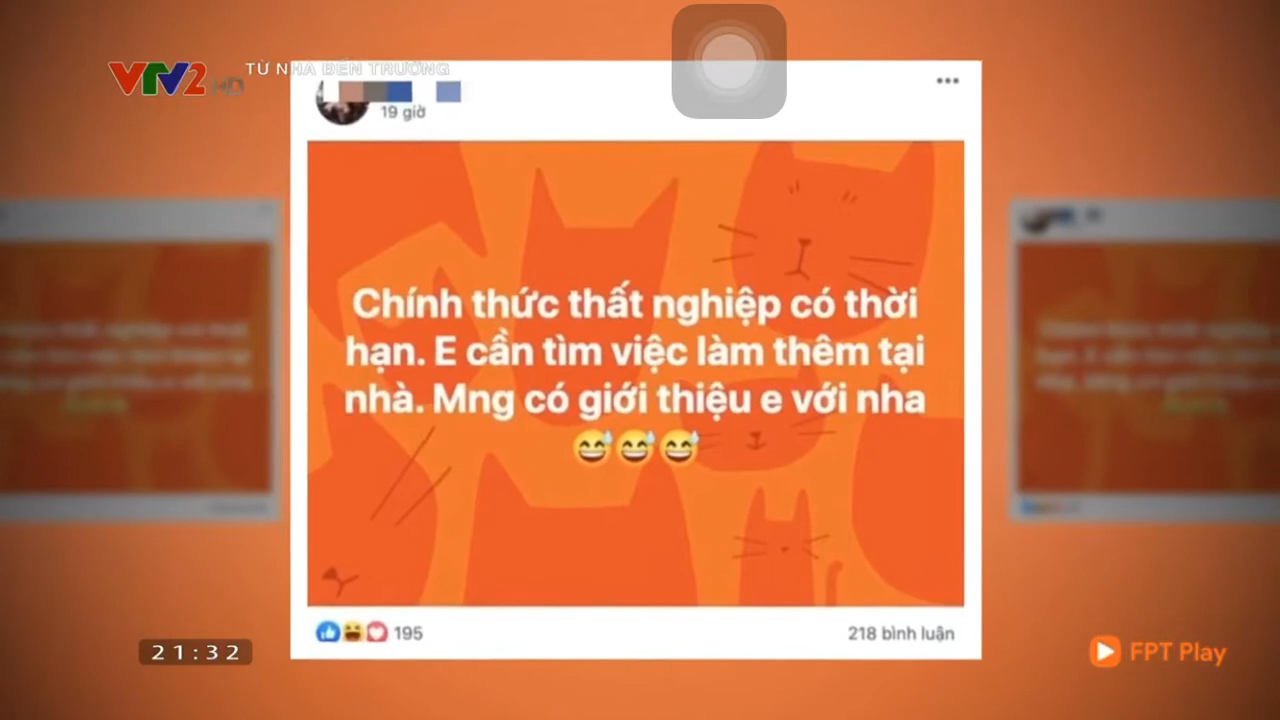 VTV2 HD
TỪ NHÀ ĐẾN TRƯỜNG
19 giờ
Chính thức thất nghiệp có thời
hạn. E cần tìm việc làm thêm tại
nhà. Mng có giới thiệu e với nha
😅😅😅
195
218 bình luận
21:32
FPT Play